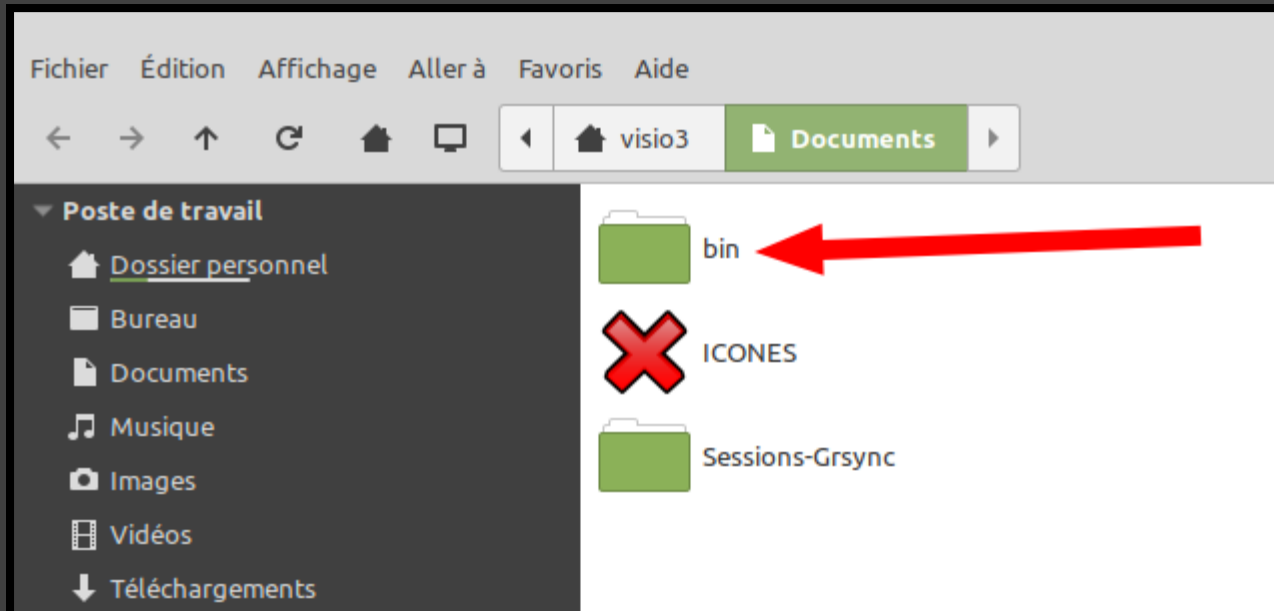 Fichier Édition Affichage Aller à Favoris Aide
visio3 Documents
Poste de travail
Dossier personnel
Bureau
Documents
Musique
Images
Vidéos
Téléchargements
bin
ICONES
Sessions-Grsync